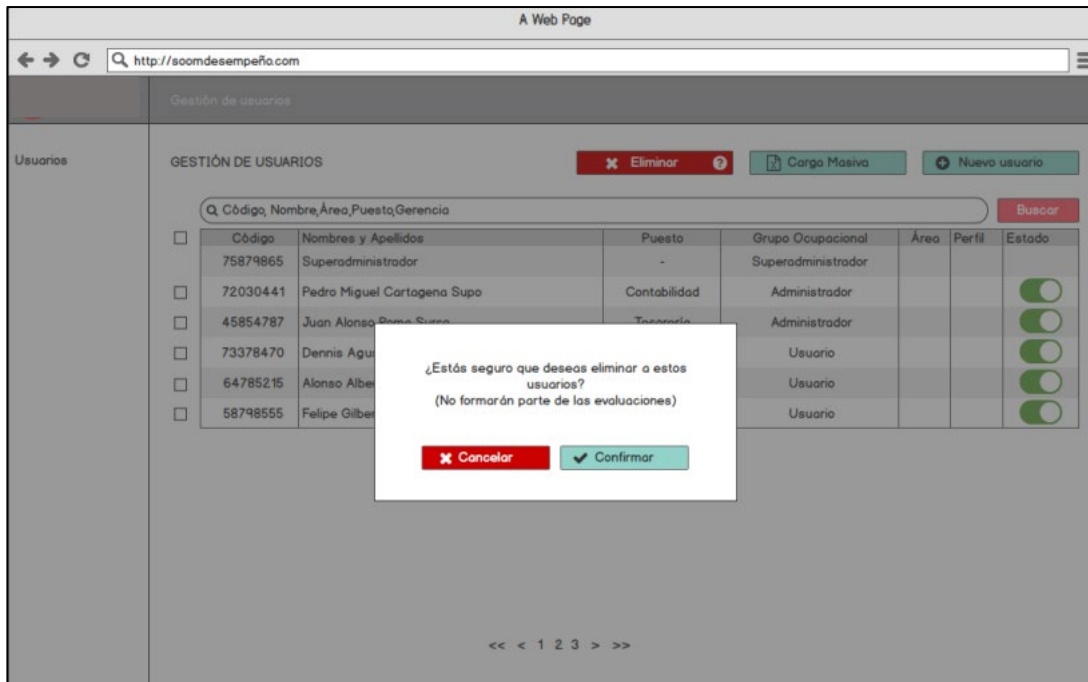 A Web Page
http://soomdesempeño.com
Gestión de usuarios
Usuarios
GESTIÓN DE USUARIOS
Eliminar
Carga Masiva
Nuevo usuario
Código, Nombre,Área,Puesto,Gerencia
Buscar
Código Nombres y Apellidos Puesto Grupo Ocupacional Área Perfil Estado
75879865 Superadministrador - Superadministrador
72030441 Pedro Miguel Cartagena Supo Contabilidad Administrador
45854787 Juan Alonso Administrador
73378470 Dennis Usuario
64785215 Alonso Usuario
58798555 Felipe Usuario
¿Estás seguro que deseas eliminar a estos
usuarios?
(No formarán parte de las evaluaciones)
Cancelar
Confirmar
<< < 1 2 3 > >>